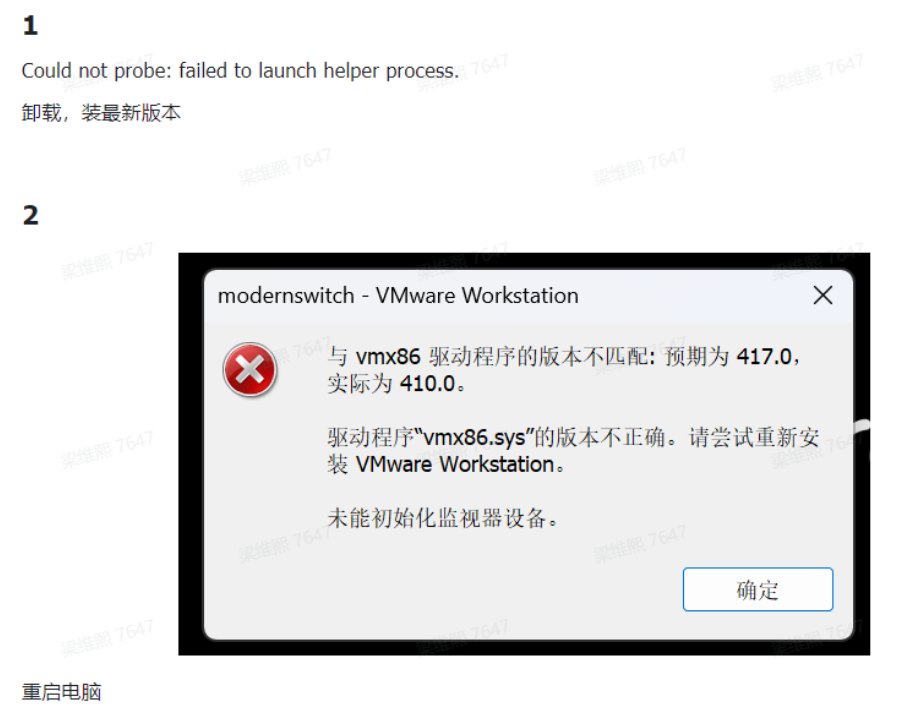 1
Could not probe: failed to launch helper process.
卸载，装最新版本
2
modernswitch - VMware Workstation
与 vmx86 驱动程序的版本不匹配: 预期为 417.0，
实际为 410.0。
驱动程序“vmx86.sys”的版本不正确。请尝试重新安
装 VMware Workstation。
未能初始化监视器设备。
确定
重启电脑
梁维熙 7647